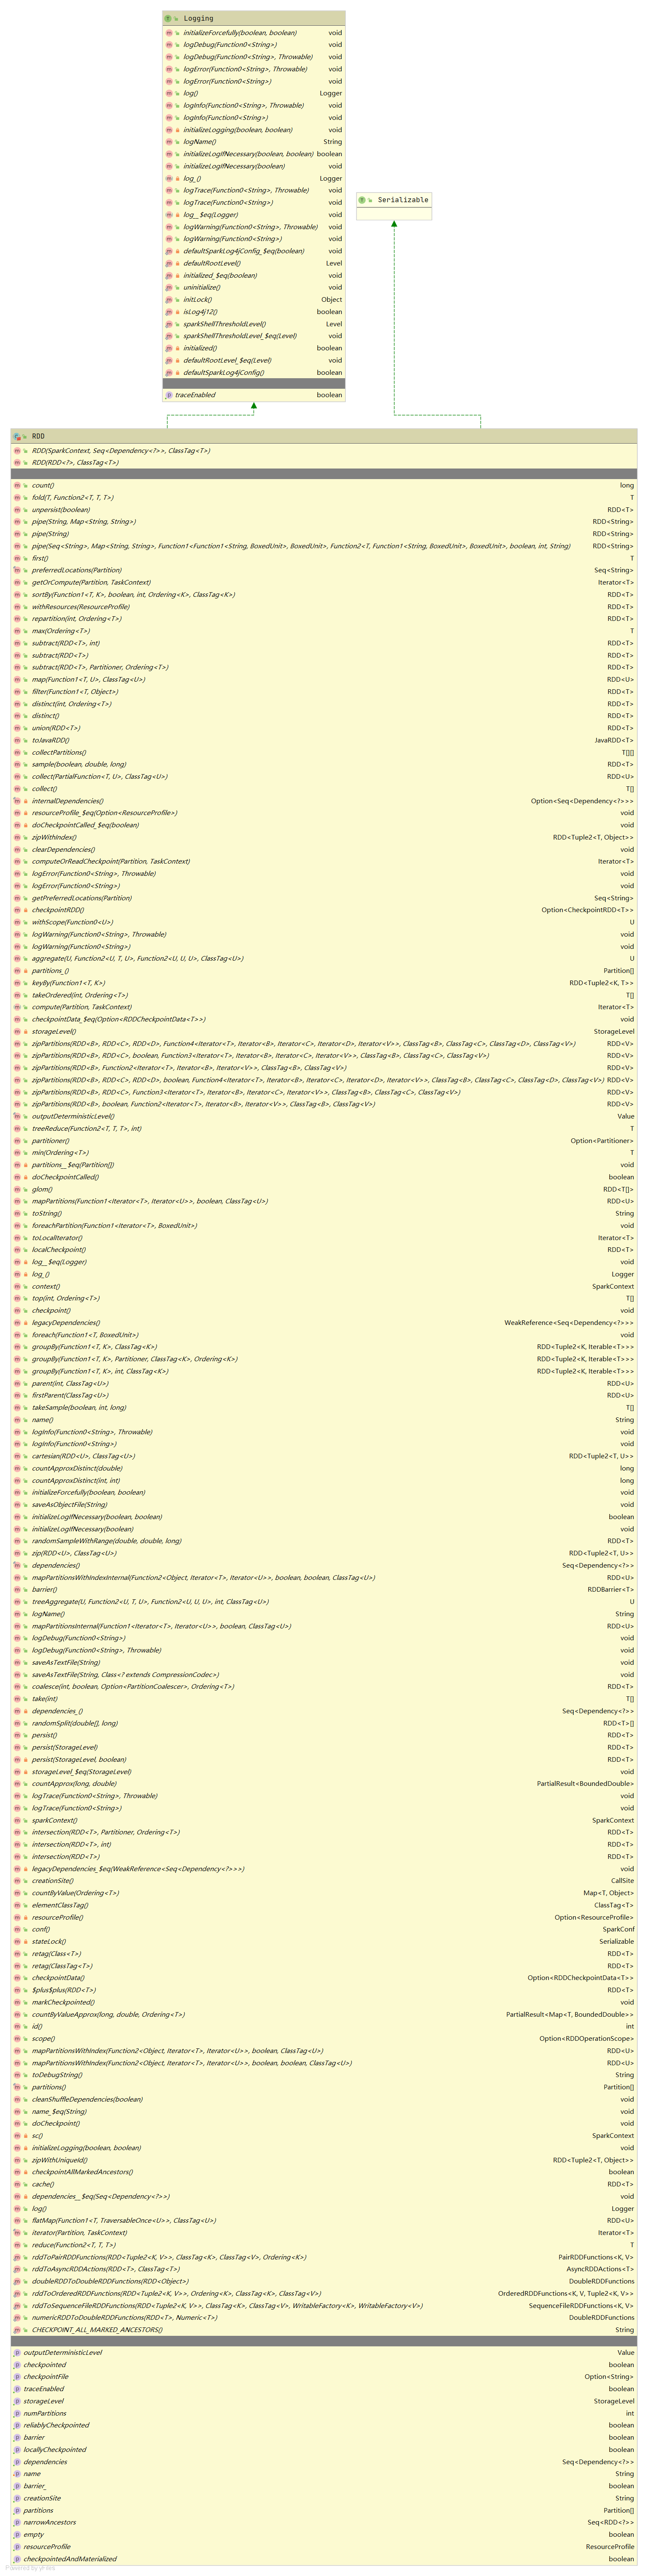 Logging
initializeForcefully(boolean, boolean) void
logDebug(Function0<String>) void
logDebug(Function0<String>, Throwable) void
logError(Function0<String>, Throwable) void
logError(Function0<String>) void
log() Logger
logInfo(Function0<String>, Throwable) void
logInfo(Function0<String>) void
initializeLogging(boolean, boolean) void
logName() String
initializeLogIfNecessary(boolean, boolean) boolean
initializeLogIfNecessary(boolean) void
log_() Logger
logTrace(Function0<String>, Throwable) void
logTrace(Function0<String>) void
log__$eq(Logger) void
logWarning(Function0<String>, Throwable) void
logWarning(Function0<String>) void
defaultSparkLog4jConfig_$eq(boolean) void
defaultRootLevel() Level
initialized_$eq(boolean) void
uninitialize() void
initLock() Object
isLog4j12() boolean
sparkShellThresholdLevel() Level
sparkShellThresholdLevel_$eq(Level) void
initialized() boolean
defaultRootLevel_$eq(Level) void
defaultSparkLog4jConfig() boolean
traceEnabled boolean
Serializable
RDD
RDD(SparkContext, Seq<Dependency<?>>, ClassTag<T>)
RDD(RDD<?>, ClassTag<T>)
count() long
fold(T, Function2<T, T, T>) T
unpersist(boolean) RDD<T>
pipe(String, Map<String, String>) RDD<String>
pipe(String) RDD<String>
pipe(Seq<String>, Map<String, String>, Function1<Function1<String, BoxedUnit>, BoxedUnit>, Function2<T, Function1<String, BoxedUnit>, BoxedUnit>, boolean, int, String) RDD<String>
first() T
preferredLocations(Partition) Seq<String>
getOrCompute(Partition, TaskContext) Iterator<T>
sortBy(Function1<T, K>, boolean, int, Ordering<K>, ClassTag<K>) RDD<T>
withResources(ResourceProfile) RDD<T>
repartition(int, Ordering<T>) RDD<T>
max(Ordering<T>) T
subtract(RDD<T>, int) RDD<T>
subtract(RDD<T>) RDD<T>
subtract(RDD<T>, Partitioner, Ordering<T>) RDD<T>
map(Function1<T, U>, ClassTag<U>) RDD<U>
filter(Function1<T, Object>) RDD<T>
distinct(int, Ordering<T>) RDD<T>
distinct() RDD<T>
union(RDD<T>) RDD<T>
toJavaRDD() JavaRDD<T>
collectPartitions() T[][]
sample(boolean, double, long) RDD<T>
collect(PartialFunction<T, U>, ClassTag<U>) RDD<U>
collect() T[]
internalDependencies() Option<Seq<Dependency<?>>>
resourceProfile_$eq(Option<ResourceProfile>) void
doCheckpointCalled_$eq(boolean) void
zipWithIndex() RDD<Tuple2<T, Object>>
clearDependencies() void
computeOrReadCheckpoint(Partition, TaskContext) Iterator<T>
logError(Function0<String>, Throwable) void
logError(Function0<String>) void
getPreferredLocations(Partition) Seq<String>
checkpointRDD() Option<CheckpointRDD<T>>
withScope(Function0<U>) U
logWarning(Function0<String>, Throwable) void
logWarning(Function0<String>) void
aggregate(U, Function2<U, T, U>, Function2<U, U, U>, ClassTag<U>) U
partitions_() Partition[]
keyBy(Function1<T, K>) RDD<Tuple2<K, T>>
takeOrdered(int, Ordering<T>) T[]
compute(Partition, TaskContext) Iterator<T>
checkpointData_$eq(Option<RDDCheckpointData<T>>) void
storageLevel() StorageLevel
zipPartitions(RDD<B>, RDD<C>, RDD<D>, Function4<Iterator<T>, Iterator<B>, Iterator<C>, Iterator<D>, Iterator<V>>, ClassTag<B>, ClassTag<C>, ClassTag<D>, ClassTag<V>) RDD<V>
zipPartitions(RDD<B>, RDD<C>, boolean, Function3<Iterator<T>, Iterator<B>, Iterator<C>, Iterator<V>>, ClassTag<B>, ClassTag<C>, ClassTag<V>) RDD<V>
zipPartitions(RDD<B>, Function2<Iterator<T>, Iterator<B>, Iterator<V>>, ClassTag<B>, ClassTag<V>) RDD<V>
zipPartitions(RDD<B>, RDD<C>, RDD<D>, boolean, Function4<Iterator<T>, Iterator<B>, Iterator<C>, Iterator<D>, Iterator<V>>, ClassTag<B>, ClassTag<C>, ClassTag<D>, ClassTag<V>) RDD<V>
zipPartitions(RDD<B>, RDD<C>, Function3<Iterator<T>, Iterator<B>, Iterator<C>, Iterator<V>>, ClassTag<B>, ClassTag<C>, ClassTag<V>) RDD<V>
zipPartitions(RDD<B>, boolean, Function2<Iterator<T>, Iterator<B>, Iterator<V>>, ClassTag<B>, ClassTag<V>) RDD<V>
outputDeterministicLevel() Value
treeReduce(Function2<T, T, T>, int) T
partitioner() Option<Partitioner>
min(Ordering<T>) T
partitions__$eq(Partition[]) void
doCheckpointCalled() boolean
glom() RDD<T[]>
mapPartitions(Function1<Iterator<T>, Iterator<U>>, boolean, ClassTag<U>) RDD<U>
toString() String
foreachPartition(Function1<Iterator<T>, BoxedUnit>) void
toLocalIterator() Iterator<T>
localCheckpoint() RDD<T>
log__$eq(Logger) void
log_() Logger
context() SparkContext
top(int, Ordering<T>) T[]
checkpoint() void
legacyDependencies() WeakReference<Seq<Dependency<?>>>
foreach(Function1<T, BoxedUnit>) void
groupBy(Function1<T, K>, ClassTag<K>) RDD<Tuple2<K, Iterable<T>>>
groupBy(Function1<T, K>, Partitioner, ClassTag<K>, Ordering<K>) RDD<Tuple2<K, Iterable<T>>>
groupBy(Function1<T, K>, int, ClassTag<K>) RDD<Tuple2<K, Iterable<T>>>
parent(int, ClassTag<U>) RDD<U>
firstParent(ClassTag<U>) RDD<U>
takeSample(boolean, int, long) T[]
name() String
logInfo(Function0<String>, Throwable) void
logInfo(Function0<String>) void
cartesian(RDD<U>, ClassTag<U>) RDD<Tuple2<T, U>>
countApproxDistinct(double) long
countApproxDistinct(int, int) long
initializeForcefully(boolean, boolean) void
saveAsObjectFile(String) void
initializeLogIfNecessary(boolean, boolean) boolean
initializeLogIfNecessary(boolean) void
randomSampleWithRange(double, double, long) RDD<T>
zip(RDD<U>, ClassTag<U>) RDD<Tuple2<T, U>>
dependencies() Seq<Dependency<?>>
mapPartitionsWithIndexInternal(Function2<Object, Iterator<T>, Iterator<U>>, boolean, boolean, ClassTag<U>) RDD<U>
barrier() RDDBarrier<T>
treeAggregate(U, Function2<U, T, U>, Function2<U, U, U>, int, ClassTag<U>) U
logName() String
mapPartitionsInternal(Function1<Iterator<T>, Iterator<U>>, boolean, ClassTag<U>) RDD<U>
logDebug(Function0<String>) void
logDebug(Function0<String>, Throwable) void
saveAsTextFile(String) void
saveAsTextFile(String, Class<? extends CompressionCodec>) void
coalesce(int, boolean, Option<PartitionCoalescer>, Ordering<T>) RDD<T>
take(int) T[]
dependencies_() Seq<Dependency<?>>
randomSplit(double[], long) RDD<T>[]
persist() RDD<T>
persist(StorageLevel) RDD<T>
persist(StorageLevel, boolean) RDD<T>
storageLevel_$eq(StorageLevel) void
countApprox(long, double) PartialResult<BoundedDouble>
logTrace(Function0<String>, Throwable) void
logTrace(Function0<String>) void
sparkContext() SparkContext
intersection(RDD<T>, Partitioner, Ordering<T>) RDD<T>
intersection(RDD<T>, int) RDD<T>
intersection(RDD<T>) RDD<T>
legacyDependencies_$eq(WeakReference<Seq<Dependency<?>>>) void
creationSite() CallSite
countByValue(Ordering<T>) Map<T, Object>
elementClassTag() ClassTag<T>
resourceProfile() Option<ResourceProfile>
conf() SparkConf
stateLock() Serializable
retag(Class<T>) RDD<T>
retag(ClassTag<T>) RDD<T>
checkpointData() Option<RDDCheckpointData<T>>
$plus$plus(RDD<T>) RDD<T>
markCheckpointed() void
countByValueApprox(long, double, Ordering<T>) PartialResult<Map<T, BoundedDouble>>
id() int
scope() Option<RDDOperationScope>
mapPartitionsWithIndex(Function2<Object, Iterator<T>, Iterator<U>>, boolean, ClassTag<U>) RDD<U>
mapPartitionsWithIndex(Function2<Object, Iterator<T>, Iterator<U>>, boolean, boolean, ClassTag<U>) RDD<U>
toDebugString() String
partitions() Partition[]
cleanShuffleDependencies(boolean) void
name_$eq(String) void
doCheckpoint() void
sc() SparkContext
initializeLogging(boolean, boolean) void
zipWithUniqueId() RDD<Tuple2<T, Object>>
checkpointAllMarkedAncestors() boolean
cache() RDD<T>
dependencies__$eq(Seq<Dependency<?>>) void
log() Logger
flatMap(Function1<T, TraversableOnce<U>>, ClassTag<U>) RDD<U>
iterator(Partition, TaskContext) Iterator<T>
reduce(Function2<T, T, T>) T
rddToPairRDDFunctions(RDD<Tuple2<K, V>>, ClassTag<K>, ClassTag<V>, Ordering<K>) PairRDDFunctions<K, V>
rddToAsyncRDDActions(RDD<T>, ClassTag<T>) AsyncRDDActions<T>
doubleRDDToDoubleRDDFunctions(RDD<Object>) DoubleRDDFunctions
rddToOrderedRDDFunctions(RDD<Tuple2<K, V>>, Ordering<K>, ClassTag<K>, ClassTag<V>) OrderedRDDFunctions<K, V, Tuple2<K, V>>
rddToSequenceFileRDDFunctions(RDD<Tuple2<K, V>>, ClassTag<K>, ClassTag<V>, WritableFactory<K>, WritableFactory<V>) SequenceFileRDDFunctions<K, V>
numericRDDToDoubleRDDFunctions(RDD<T>, Numeric<T>) DoubleRDDFunctions
CHECKPOINT_ALL_MARKED_ANCESTORS() String
outputDeterministicLevel Value
checkpointed boolean
checkpointFile Option<String>
traceEnabled boolean
storageLevel StorageLevel
numPartitions int
reliablyCheckpointed boolean
barrier boolean
locallyCheckpointed boolean
dependencies Seq<Dependency<?>>
name String
barrier_ boolean
creationSite String
partitions Partition[]
narrowAncestors Seq<RDD<?>>
empty boolean
resourceProfile ResourceProfile
checkpointedAndMaterialized boolean
Powered by yFiles